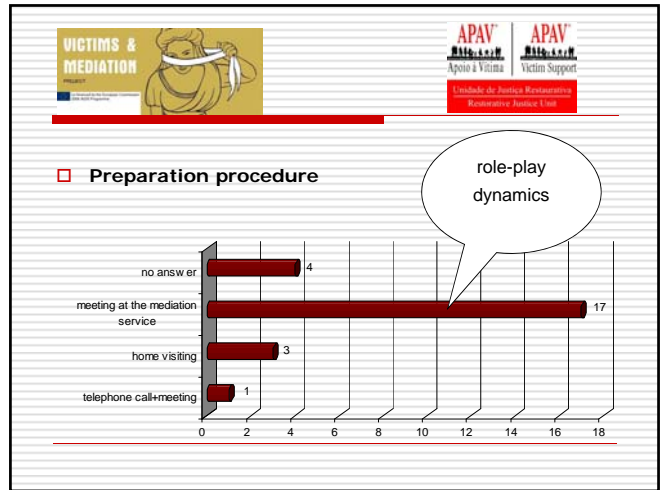 VICTIMS &
MEDIATION
PROJECT
APAV
Apoio à Vítima
APAV
Victim Support
Unidade de Justiça Restaurativa
Restorative Justice Unit
Preparation procedure
role-play
dynamics
no answer
4
meeting at the mediation
service
17
home visiting
3
telephone call+meeting
1
0 2 4 6 8 10 12 14 16 18